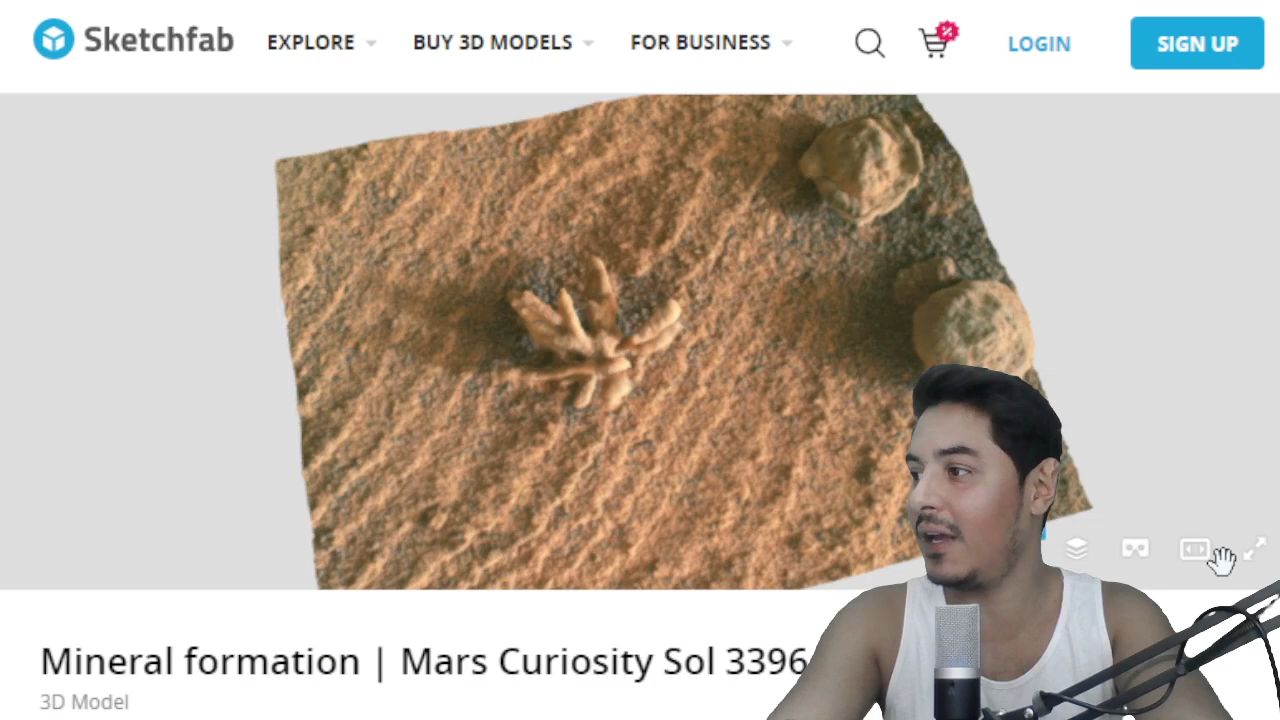 Sketchfab EXPLORE BUY 3D MODELS FOR BUSINESS % LOGIN SIGN UP
Mineral formation | Mars Curiosity Sol 3396
3D Model